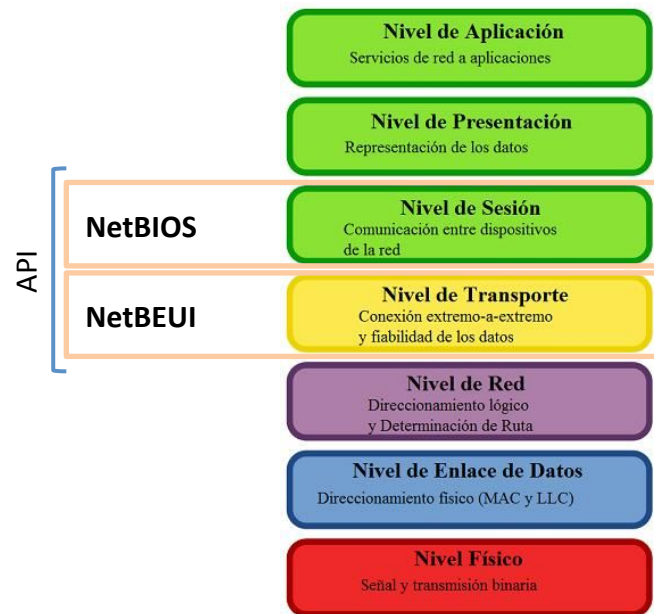 Nivel de Aplicación
Servicios de red a aplicaciones
Nivel de Presentación
Representación de los datos
API
NetBIOS
Nivel de Sesión
Comunicación entre dispositivos
de la red
NetBEUI
Nivel de Transporte
Conexión extremo-a-extremo
y fiabilidad de los datos
Nivel de Red
Direccionamiento lógico
y Determinación de Ruta
Nivel de Enlace de Datos
Direccionamiento físico (MAC y LLC)
Nivel Físico
Señal y transmisión binaria